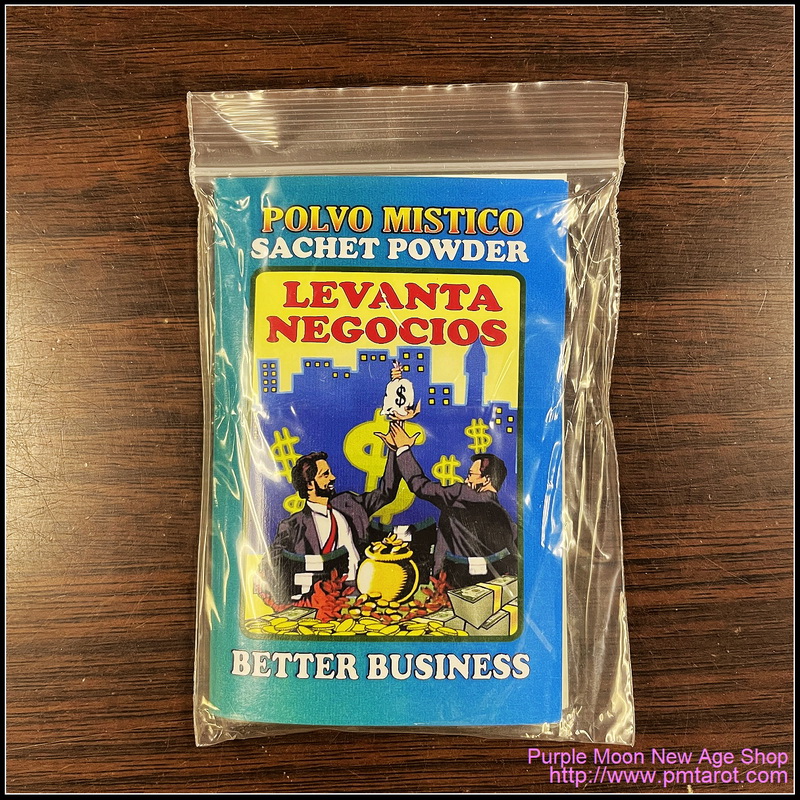 POLVO MISTICO
SACHET POWDER
LEVANTA
NEGOCIOS
$
$
$
$
BETTER BUSINESS
Purple Moon New Age Shop
http://www.pmtarot.com